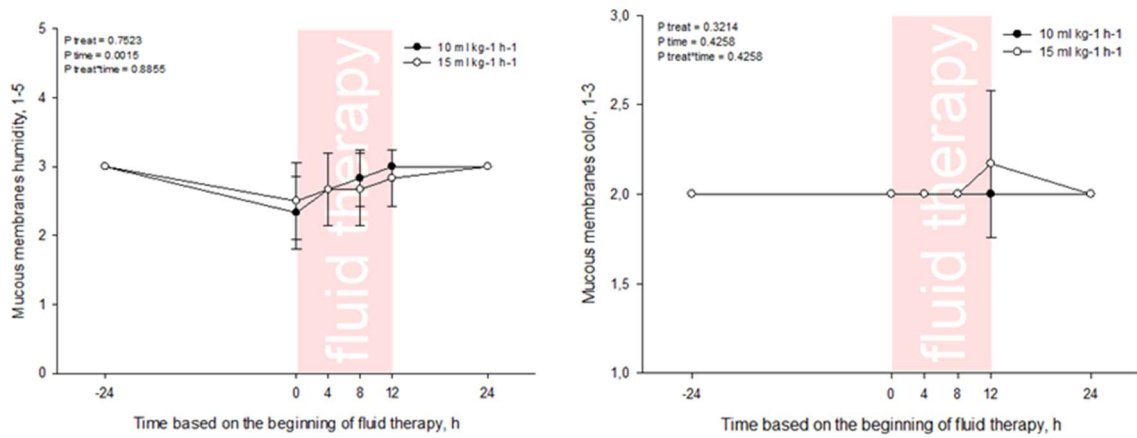 P treat = 0.7523
P time = 0.0015
P treat*time = 0.8855
10 ml kg-1 h-1
15 ml kg-1 h-1
fluid therapy
Mucous membranes humidity, 1-5
5
4
3
2
1
0
-24
0
4
8
12
24
Time based on the beginning of fluid therapy, h
P treat = 0.3214
P time = 0.4258
P treat*time = 0.4258
10 ml kg-1 h-1
15 ml kg-1 h-1
fluid therapy
Mucous membranes color, 1-3
3,0
2,5
2,0
1,5
1,0
-24
0
4
8
12
24
Time based on the beginning of fluid therapy, h